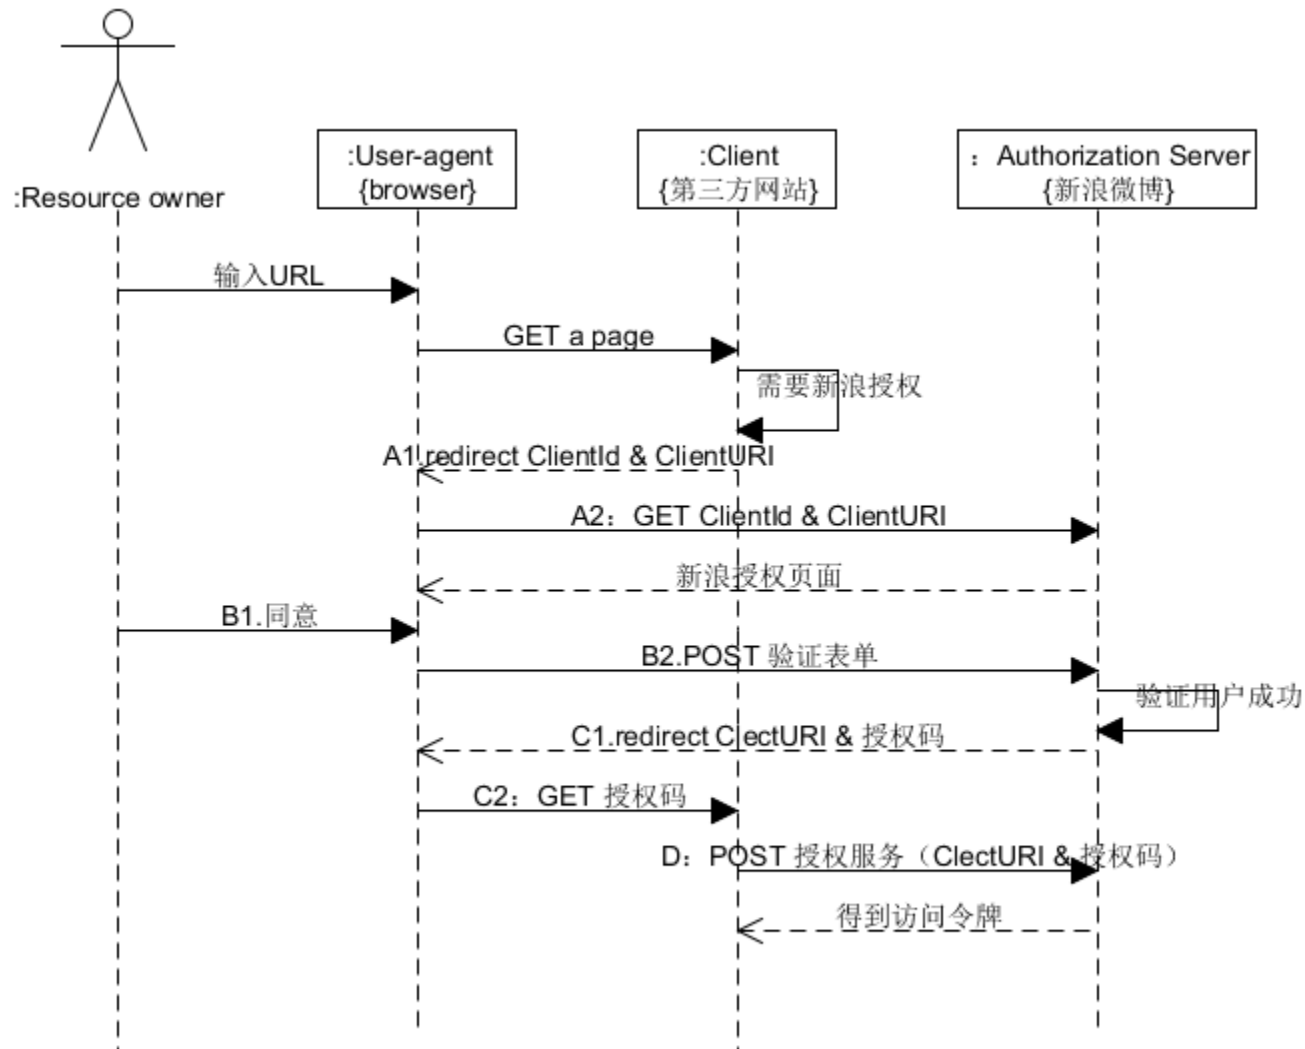 :Resource owner
:User-agent
{browser}
:Client
{第三方网站}
：Authorization Server
{新浪微博}
输入URL
GET a page
需要新浪授权
A1.redirect ClientId & ClientURI
A2：GET ClientId & ClientURI
新浪授权页面
B1.同意
B2.POST 验证表单
验证用户成功
C1.redirect ClectURI & 授权码
C2：GET 授权码
D：POST 授权服务（ClectURI & 授权码）
得到访问令牌